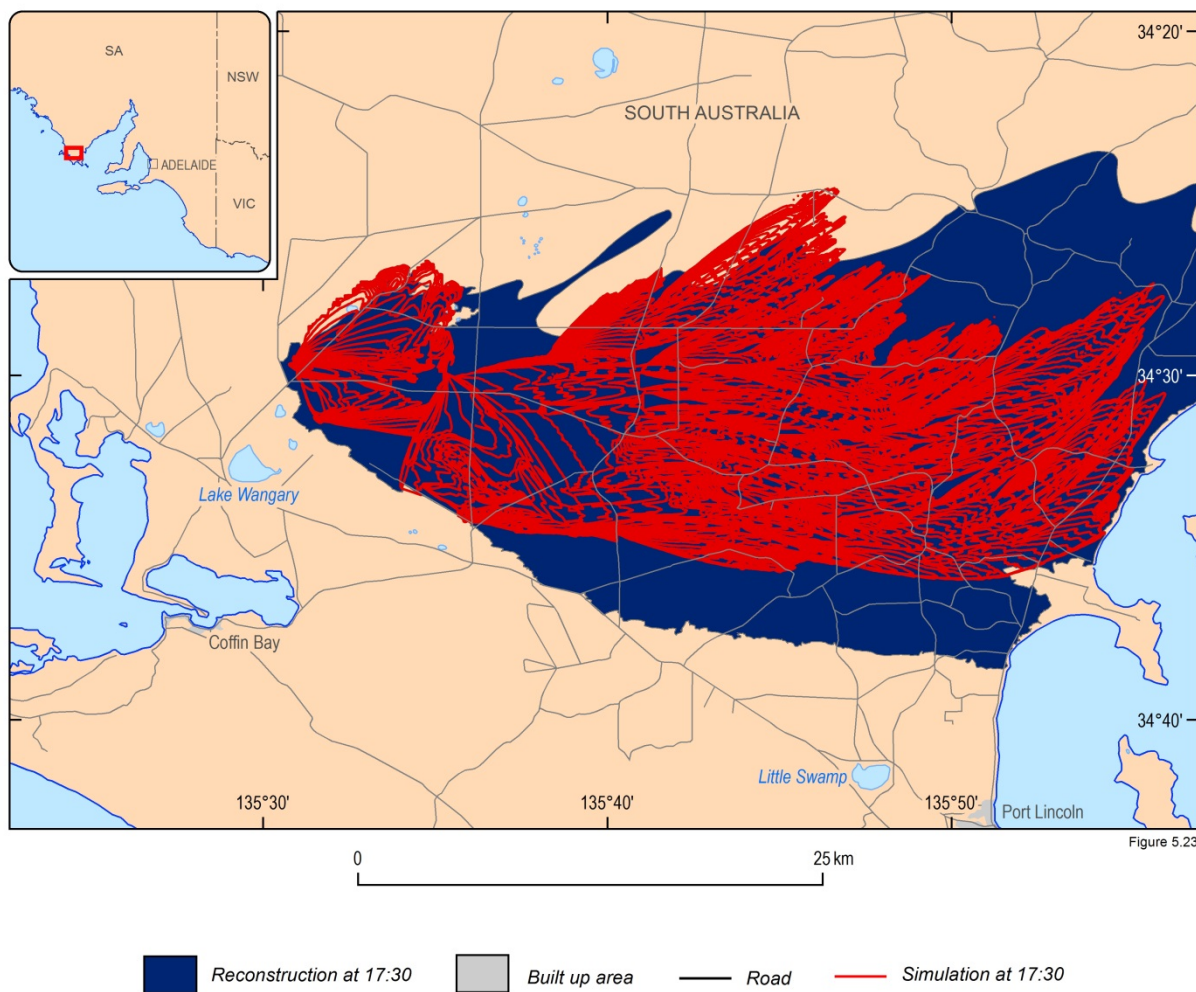 SA
NSW
ADELAIDE
VIC
34°20'
SOUTH AUSTRALIA
34°30'
Lake Wangary
Coffin Bay
34°40'
Little Swamp
135°30'
135°40'
135°50'
Port Lincoln
Figure 5.23
0
25 km
Reconstruction at 17:30
Built up area
Road
Simulation at 17:30